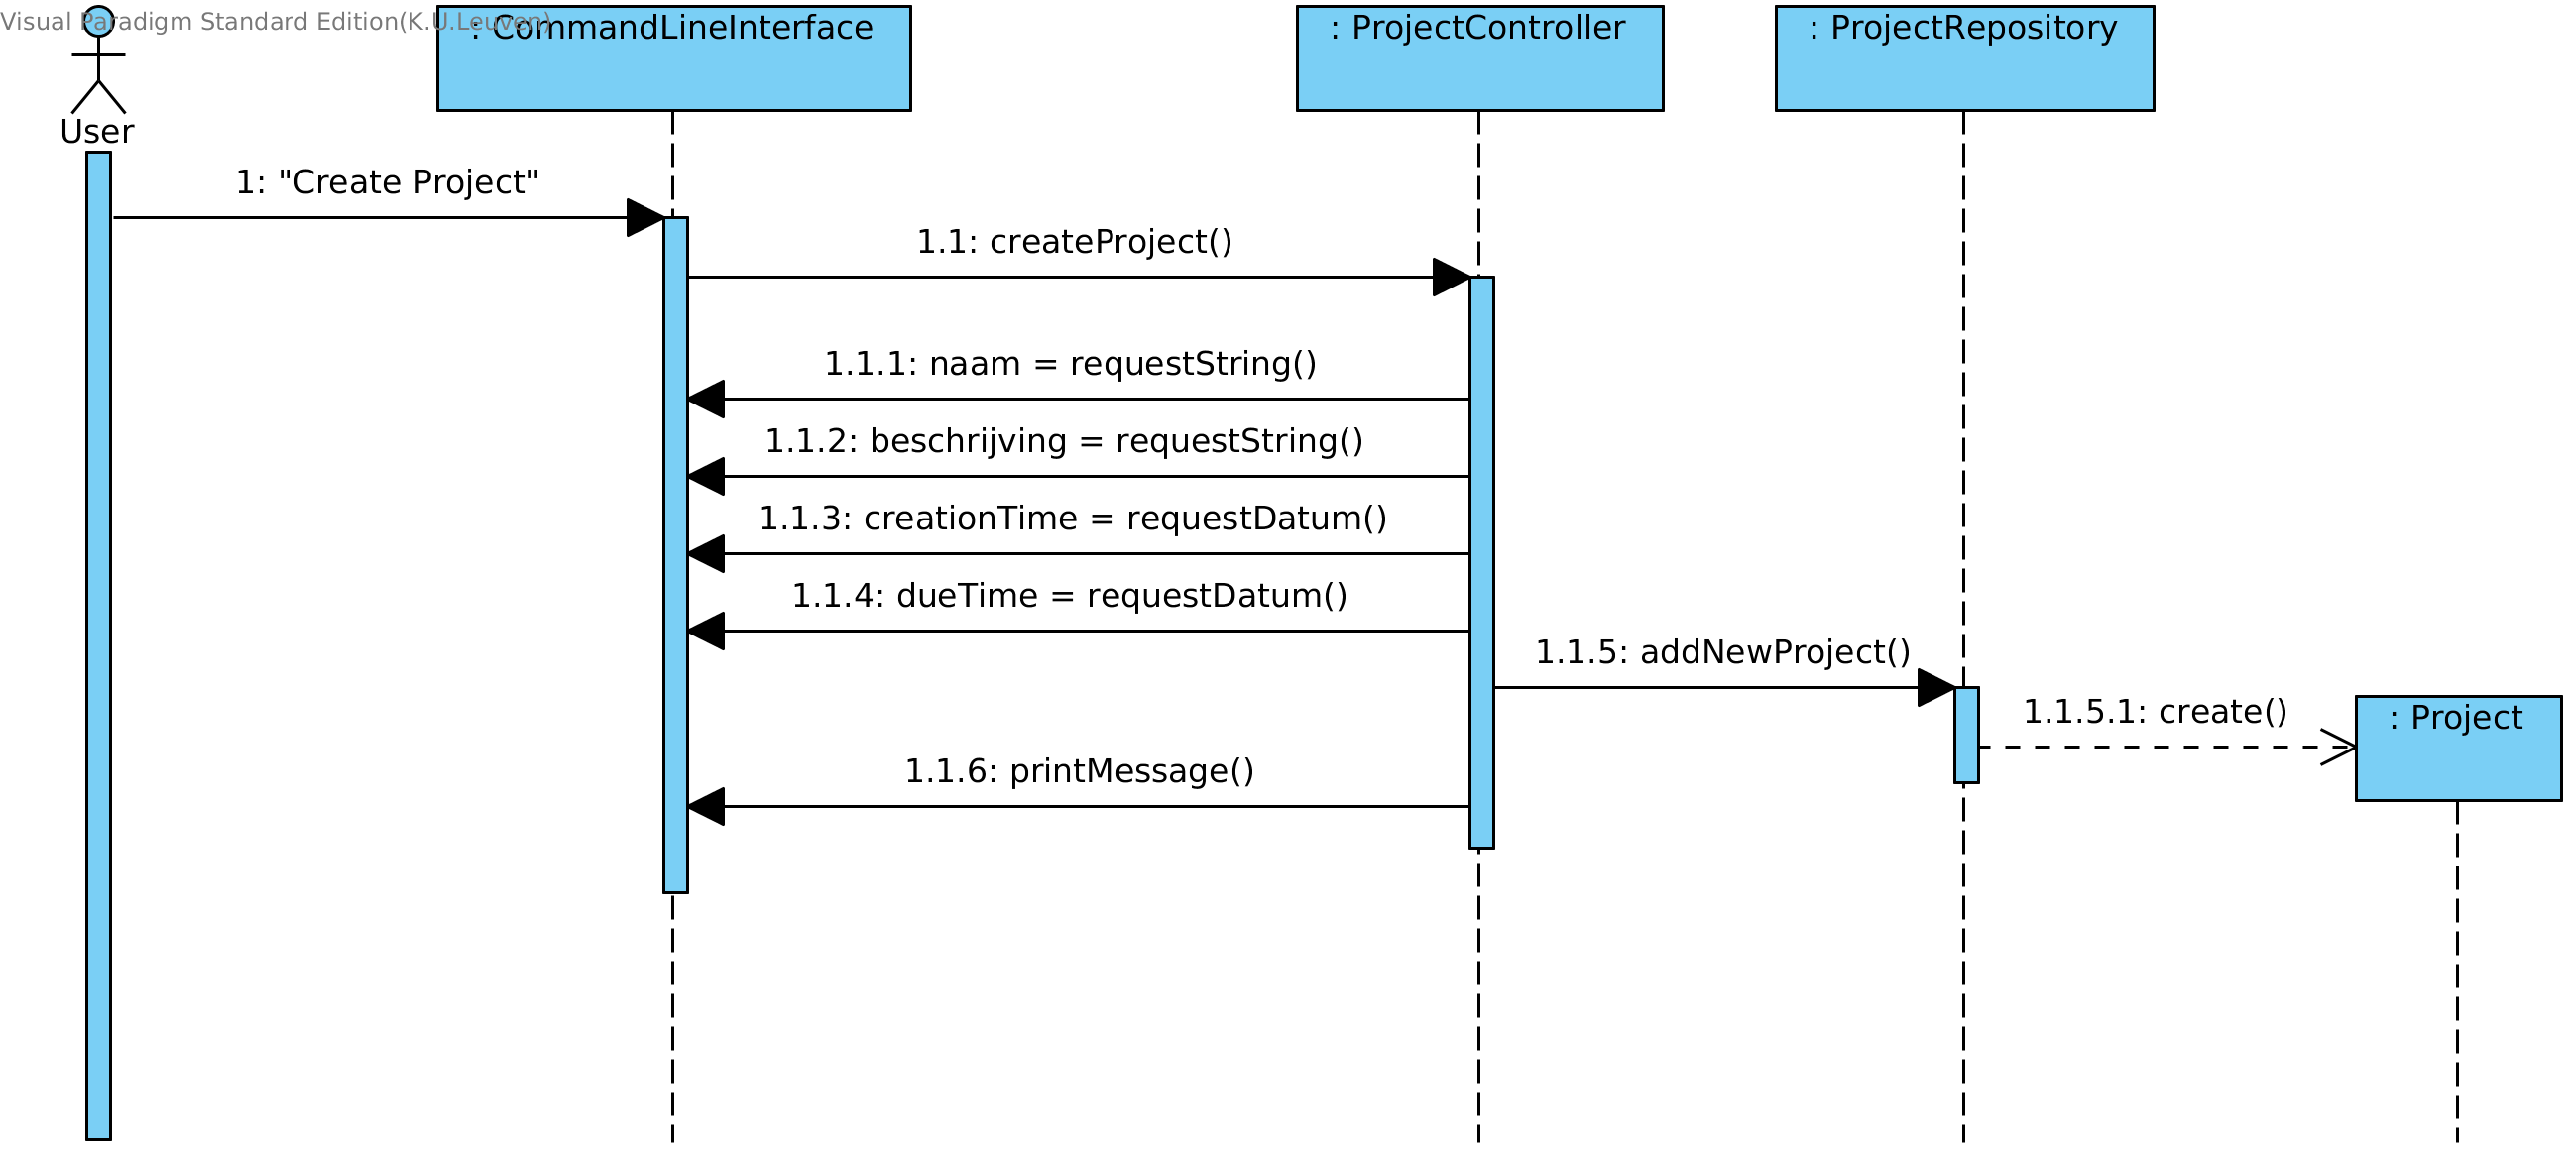 Visual Paradigm Standard Edition(K.U.Leuven)
: CommandLineInterface
: ProjectController
: ProjectRepository
User
1: "Create Project"
1.1: createProject()
1.1.1: naam = requestString()
1.1.2: beschrijving = requestString()
1.1.3: creationTime = requestDatum()
1.1.4: dueTime = requestDatum()
1.1.5: addNewProject()
1.1.5.1: create()
: Project
1.1.6: printMessage()